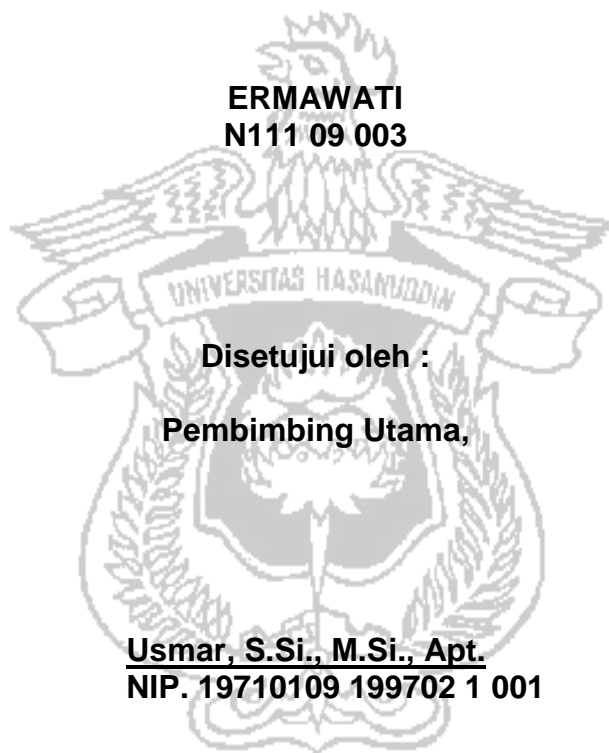 ERMAWATI
N111 09 003
UNIVERSITAS HASANUDDIN
Disetujui oleh :
Pembimbing Utama,
Usmar, S.Si., M.Si., Apt.
NIP. 19710109 199702 1 001